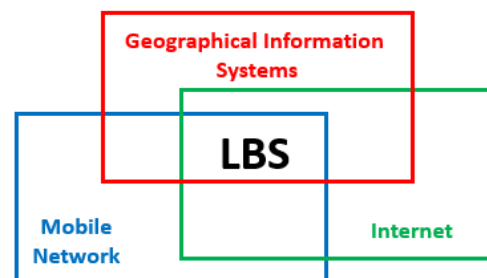 Geographical Information
Systems
LBS
Mobile
Network
Internet